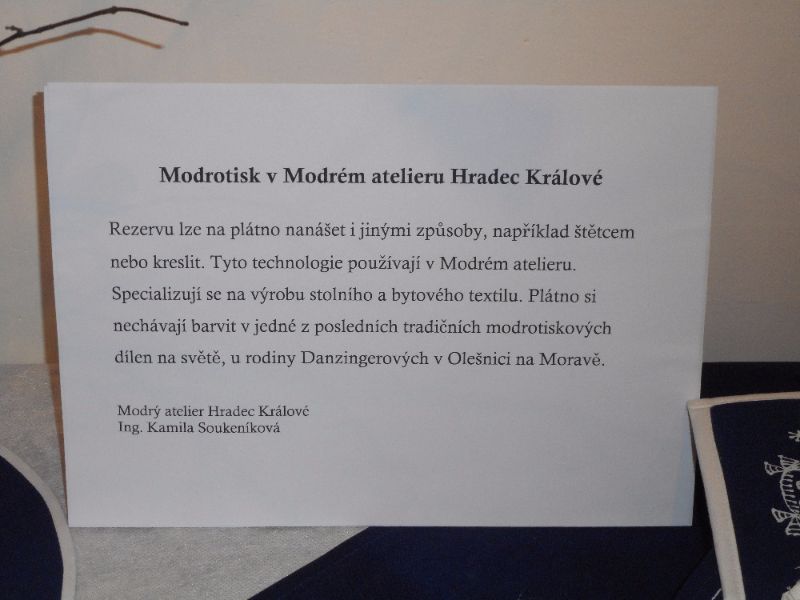 Modrotisk v Modrém atelieru Hradec Králové
Rezervu lze na plátno nanášet i jinými způsoby, například štětcem
nebo kreslit. Tyto technologie používají v Modrém atelieru.
Specializují se na výrobu stolního a bytového textilu. Plátno si
nechávají barvit v jedné z posledních tradičních modrotiskových
dílen na světě, u rodiny Danzingerových v Olešnici na Moravě.
Modrý atelier Hradec Králové
Ing. Kamila Soukeníková